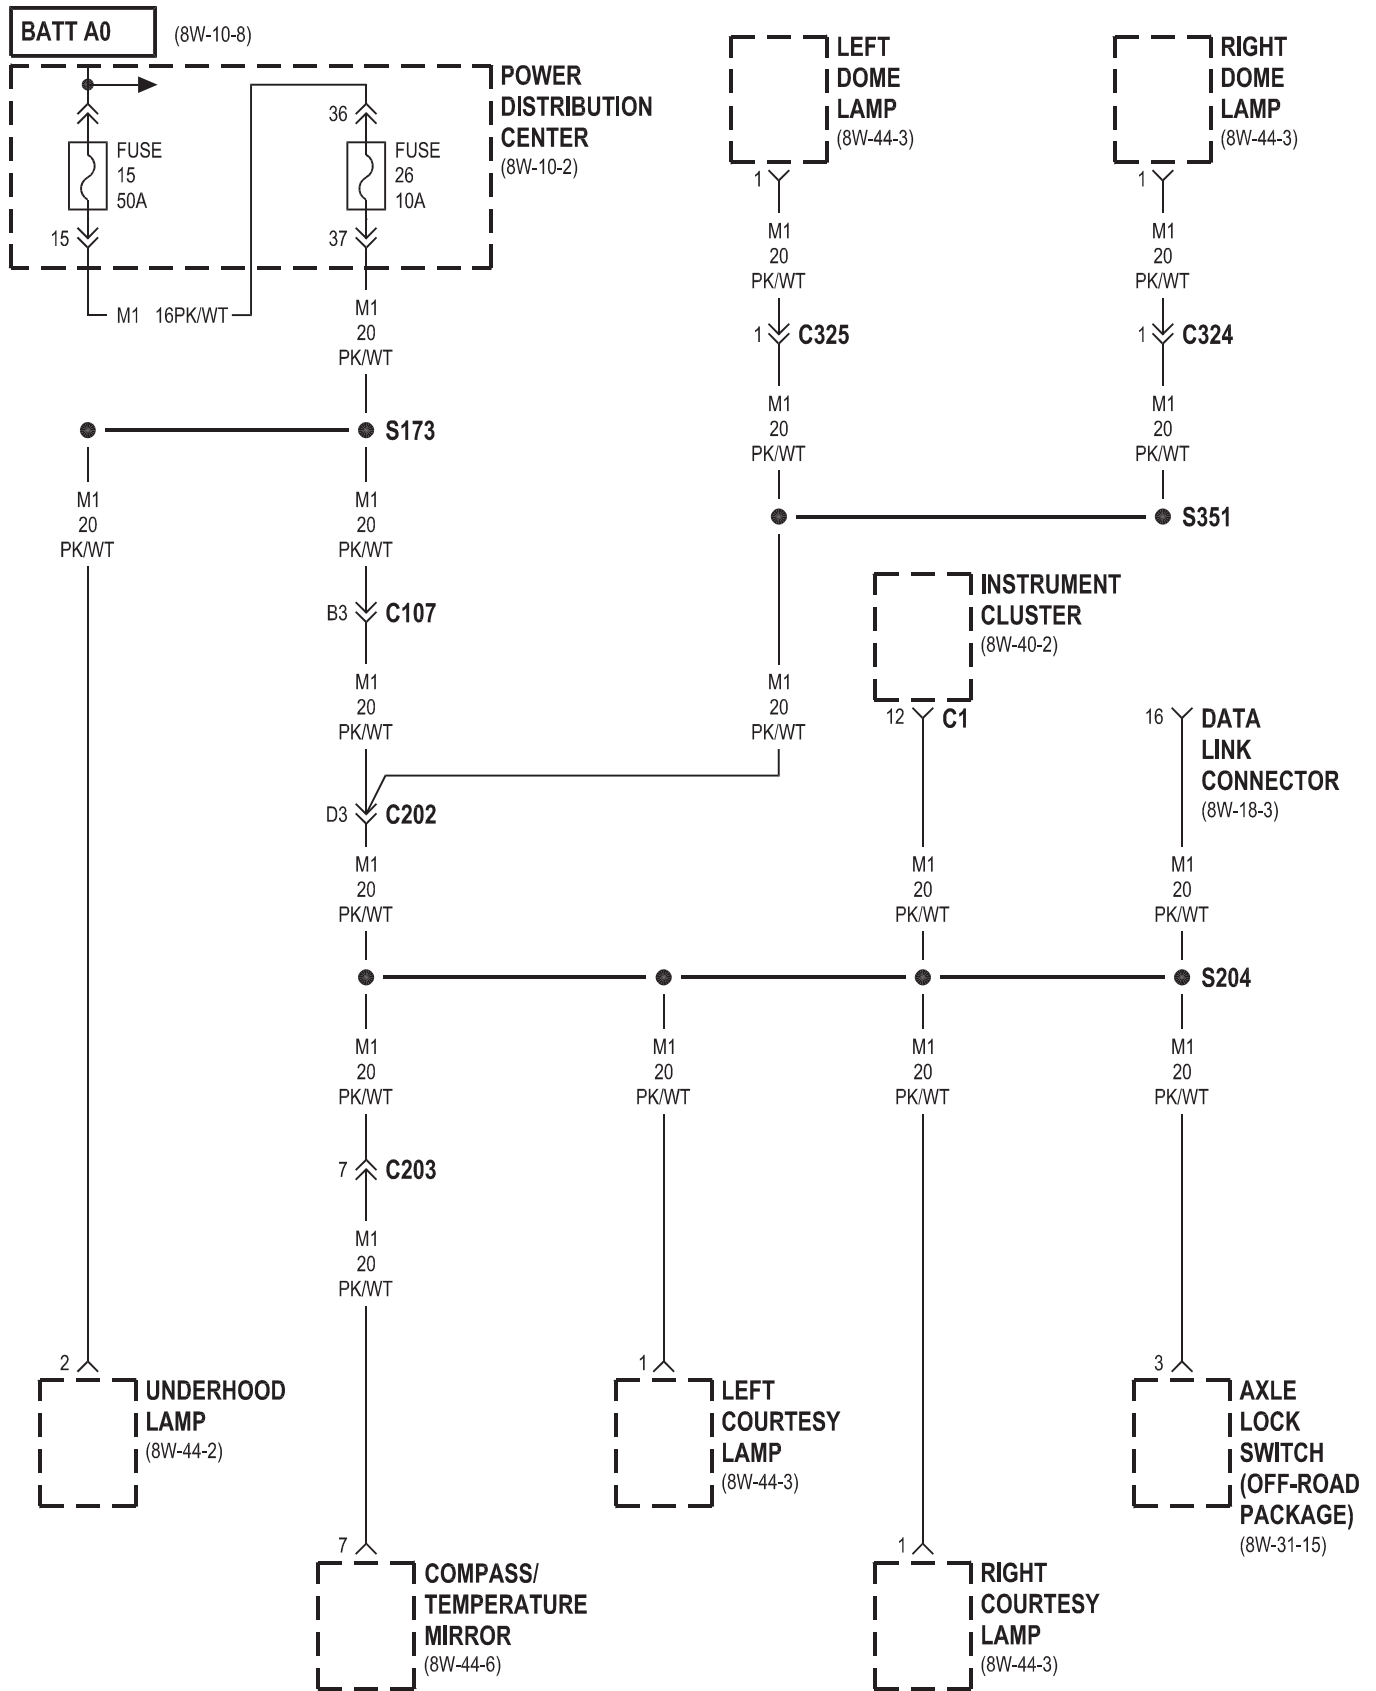 BATT A0
(8W-10-8)
POWER
DISTRIBUTION
CENTER
(8W-10-2)
FUSE
15
50A
15
36
FUSE
26
10A
37
M1 16PK/WT
M1
20
PK/WT
S173
M1
20
PK/WT
M1
20
PK/WT
B3
C107
M1
20
PK/WT
D3
C202
LEFT
DOME
LAMP
(8W-44-3)
1
M1
20
PK/WT
1
C325
M1
20
PK/WT
RIGHT
DOME
LAMP
(8W-44-3)
1
M1
20
PK/WT
1
C324
M1
20
PK/WT
S351
M1
20
PK/WT
INSTRUMENT
CLUSTER
(8W-40-2)
12
C1
M1
20
PK/WT
16
DATA
LINK
CONNECTOR
(8W-18-3)
M1
20
PK/WT
M1
20
PK/WT
S204
M1
20
PK/WT
M1
20
PK/WT
M1
20
PK/WT
M1
20
PK/WT
7
C203
M1
20
PK/WT
2
UNDERHOOD
LAMP
(8W-44-2)
1
LEFT
COURTESY
LAMP
(8W-44-3)
3
AXLE
LOCK
SWITCH
(OFF-ROAD
PACKAGE)
(8W-31-15)
7
COMPASS/
TEMPERATURE
MIRROR
(8W-44-6)
1
RIGHT
COURTESY
LAMP
(8W-44-3)